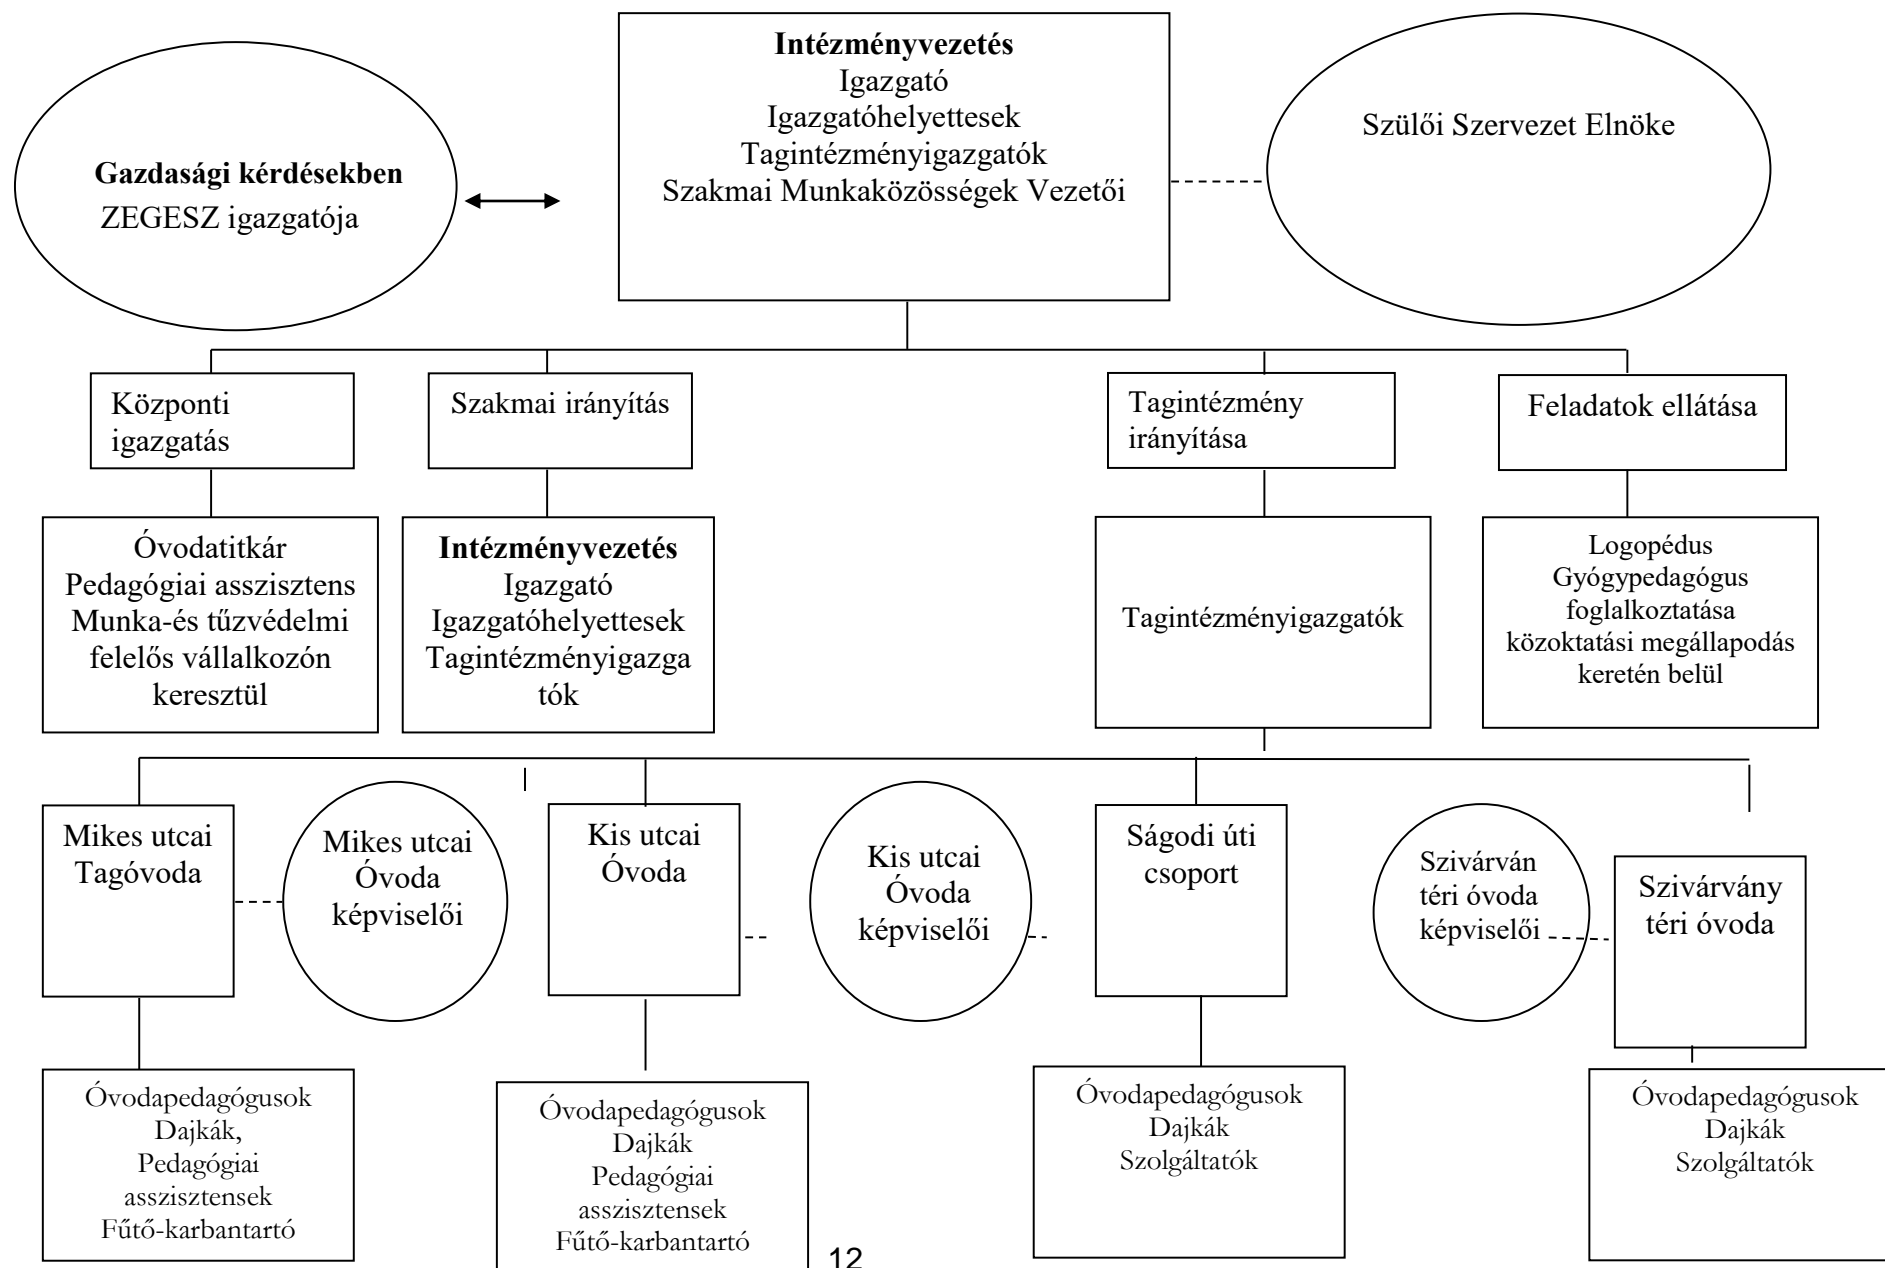 Intézményvezetés
Igazgató
Igazgatóhelyettesek
Tagintézményigazgatók
Szakmai Munkaközösségek Vezetői
Gazdasági kérdésekben
ZEGESZ igazgatója
Szülői Szervezet Elnöke
Központi
igazgatás
Szakmai irányítás
Tagintézmény
irányítása
Feladatok ellátása
Óvodatitkár
Pedagógiai asszisztens
Munka-és tűzvédelmi
felelős vállalkozón
keresztül
Intézményvezetés
Igazgató
Igazgatóhelyettesek
Tagintézményigazga
tók
Tagintézményigazgatók
Logopédus
Gyógypedagógus
foglalkoztatása
közoktatási megállapodás
keretén belül
Mikes utcai
Tagóvoda
Mikes utcai
Óvoda
képviselői
Kis utcai
Óvoda
Kis utcai
Óvoda
képviselői
Ságodi úti
csoport
Szivárván
téri óvoda
képviselői
Szivárvány
téri óvoda
Óvodapedagógusok
Dajkák,
Pedagógiai
asszisztensek
Fűtő-karbantartó
Óvodapedagógusok
Dajkák
Pedagógiai
asszisztensek
Fűtő-karbantartó
Óvodapedagógusok
Dajkák
Szolgáltatók
Óvodapedagógusok
Dajkák
Szolgáltatók
12